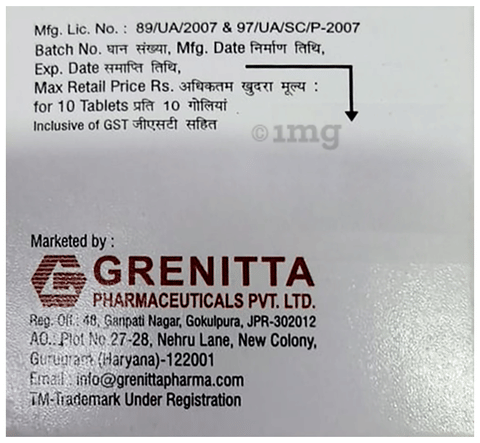 Mfg. Lic. No. : 89/UA/2007 & 97/UA/SC/P-2007
Batch No. घान संख्या, Mfg. Date निर्माण तिथि,
Exp. Date समाप्ति तिथि,
Max Retail Price Rs. अधिकतम खुदरा मूल्य :
for 10 Tablets प्रति 10 गोलियां
Inclusive of GST जीएसटी सहित
©1mg
Marketed by :
GRENITTA
PHARMACEUTICALS PVT. LTD.
Reg. Off.: 48, Ganpati Nagar, Gokulpura, JPR-302012
AO.: Plot No 27-28, Nehru Lane, New Colony,
Gurugram (Haryana)-122001
Email : info@grenittapharma.com
TM-Trademark Under Registration